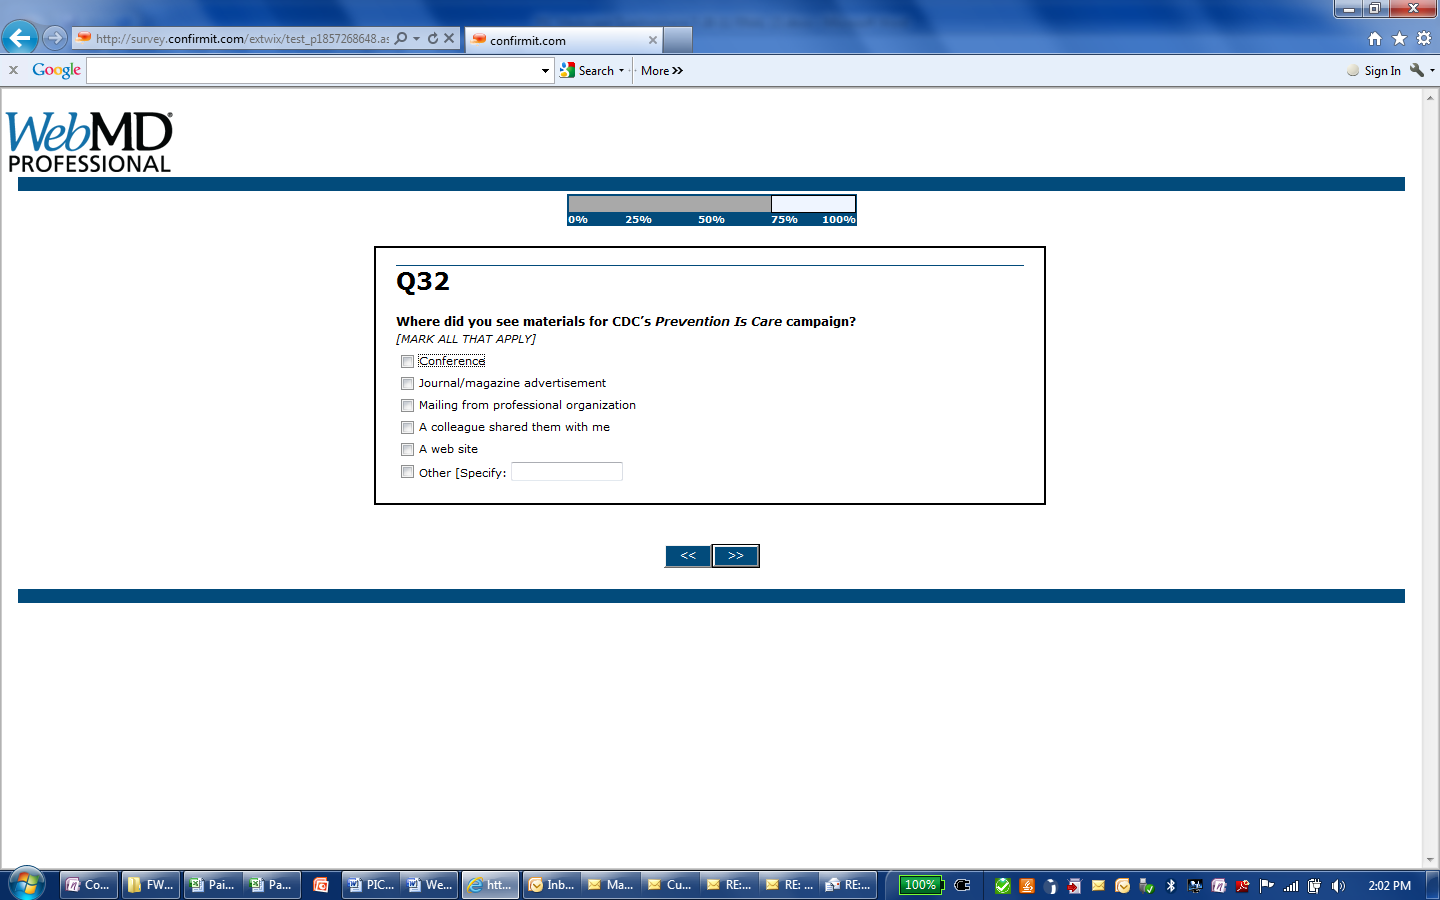 http://survey.confirmit.com/extwix/test_p1857268648.as
confirmit.com
x Google Search More »
Sign In
WebMD®
PROFESSIONAL
0% 25% 50% 75% 100%
Q32
Where did you see materials for CDC’s Prevention Is Care campaign?
[MARK ALL THAT APPLY]
Conference
Journal/magazine advertisement
Mailing from professional organization
A colleague shared them with me
A web site
Other [Specify:
<< >>
Co... FW... Pai... Pa... PIC... We... htt... Inb... Ma... Cu... RE:... RE: ... RE:... 100% 2:02 PM